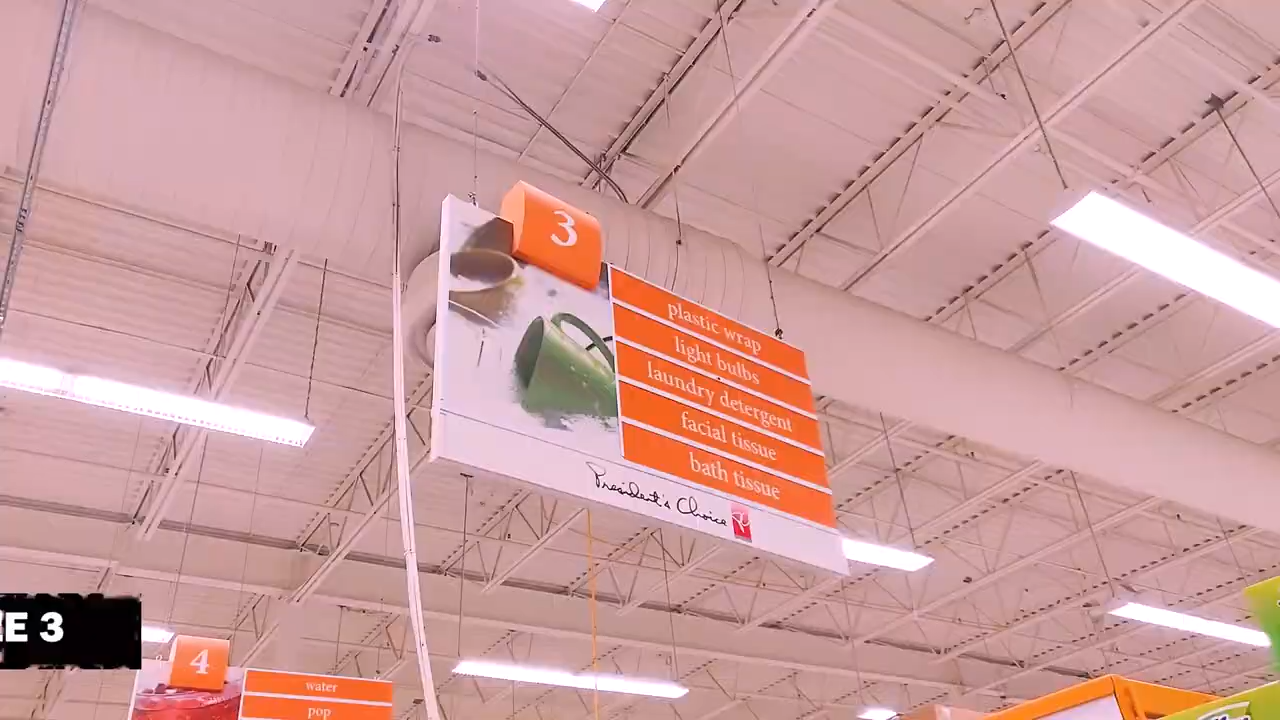 3
plastic wrap
light bulbs
laundry detergent
facial tissue
bath tissue
President's Choice
E 3
4
water
pop